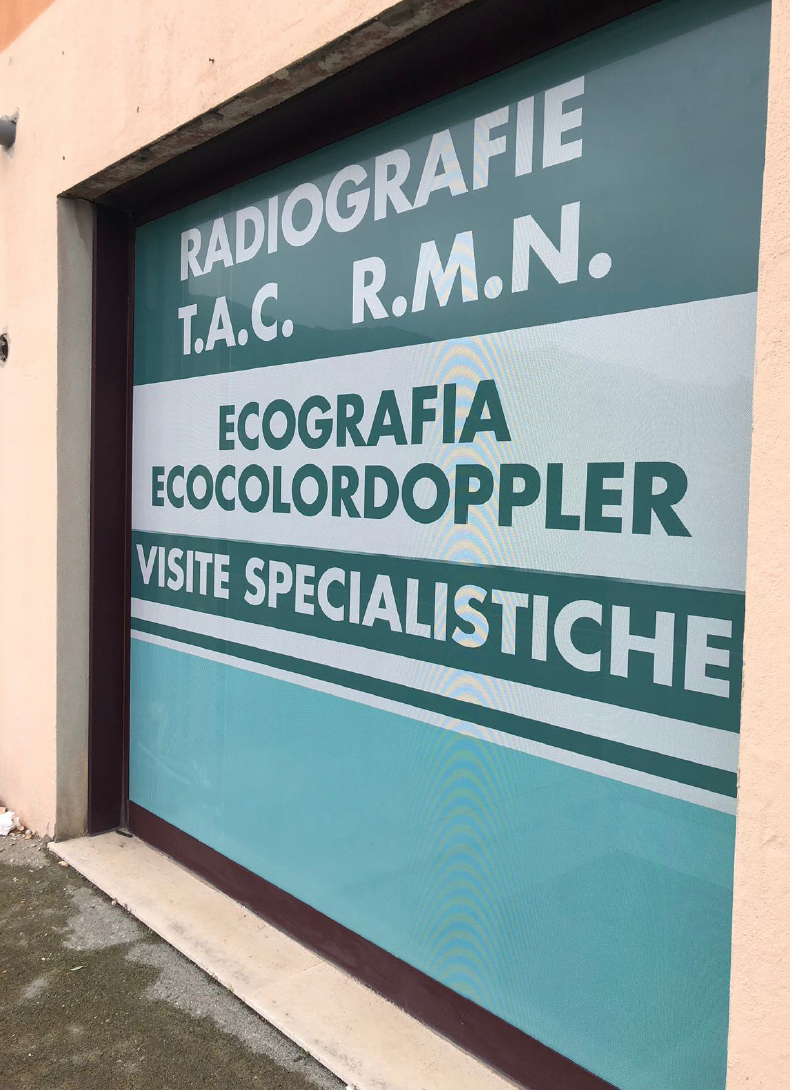 RADIOGRAFIE
T.A.C. R.M.N.
ECOGRAFIA
ECOCOLORDOPPLER
VISITE SPECIALISTICHE